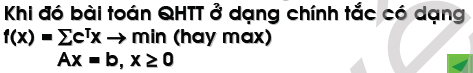 Khi đó bài toán QHTT ở dạng chính tắc có dạng
f(x) = ∑cᵀx → min (hay max)
Ax = b, x ≥ 0